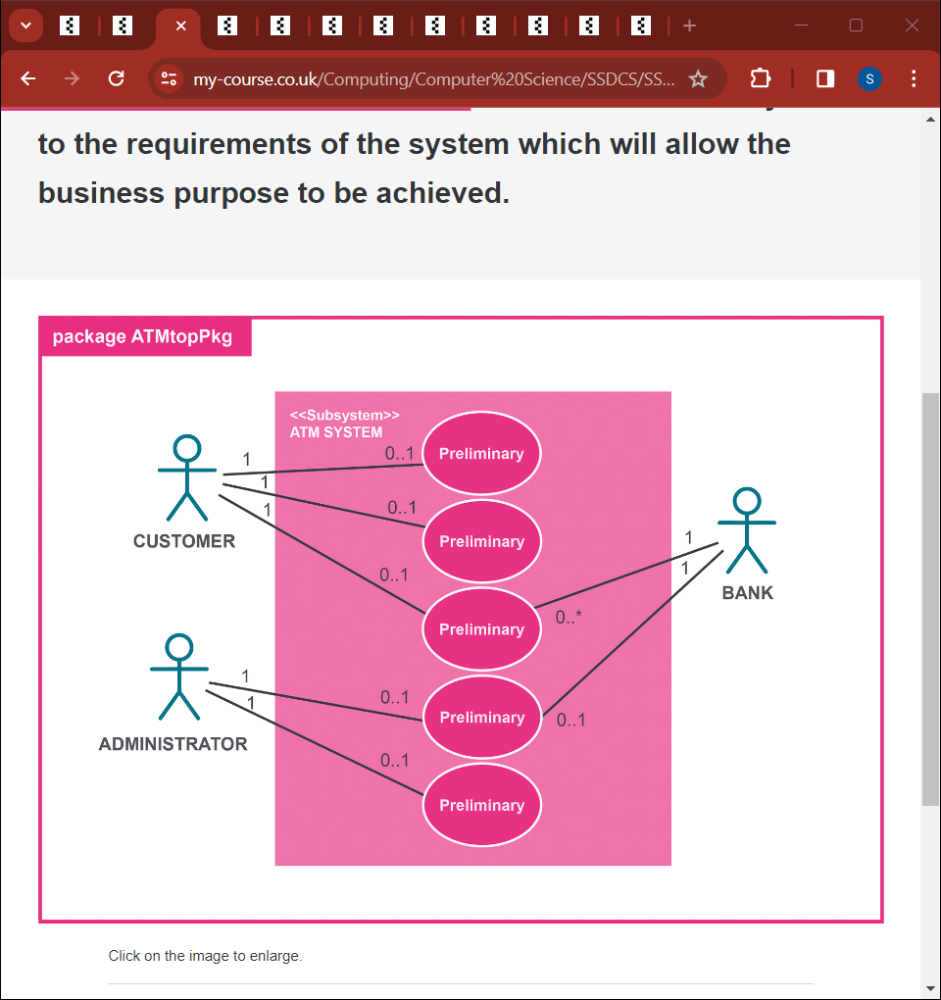 my-course.co.uk/Computing/Computer%20Science/SSDCS/SS...
S
to the requirements of the system which will allow the
business purpose to be achieved.
package ATMtopPkg
<<Subsystem>>
ATM SYSTEM
Preliminary
1
0..1
1
0..1
1
CUSTOMER
Preliminary
1
0..1
1
BANK
Preliminary
0..*
ADMINISTRATOR
1
0..1
1
Preliminary
0..1
0..1
Preliminary
Click on the image to enlarge.